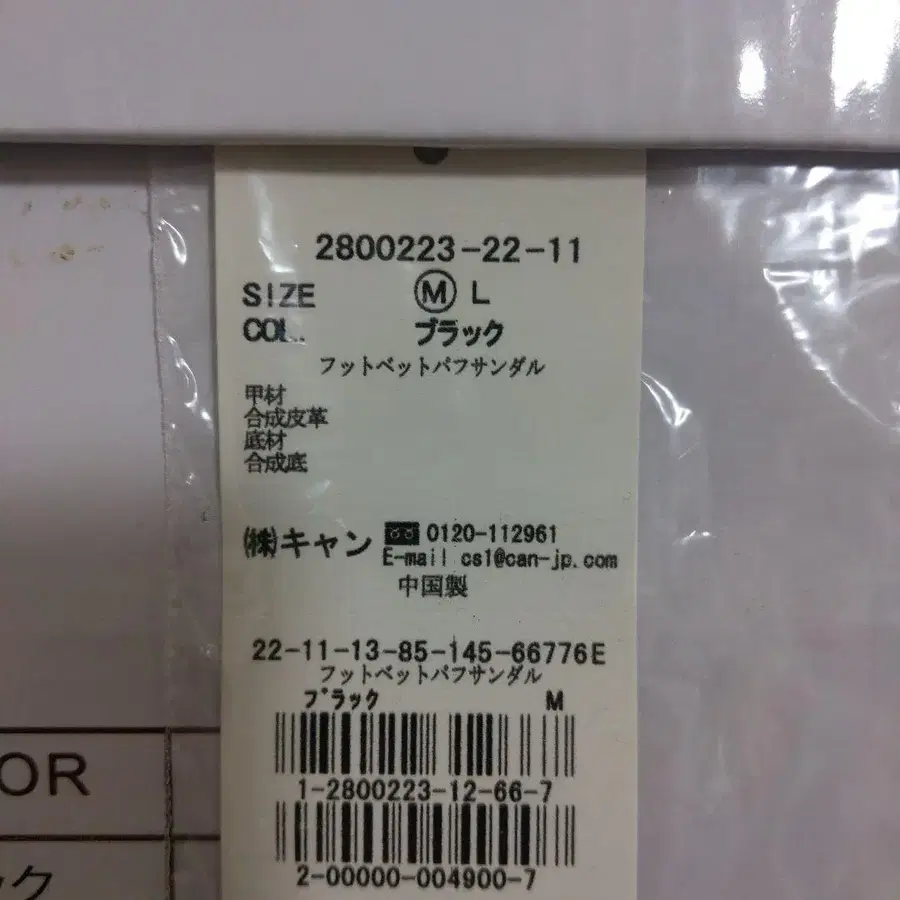 2800223-22-11
SIZE Ⓜ L
COL. ブラック
フットベットパフサンダル
甲材
合成皮革
底材
合成底
㈱キャン 0120-112961
E-mail cs1@can-jp.com
中国製
22-11-13-85-145-66776E
フットベットパフサンダル
ブラック M
1-2800223-12-66-7
2-00000-004900-7
OR
ック